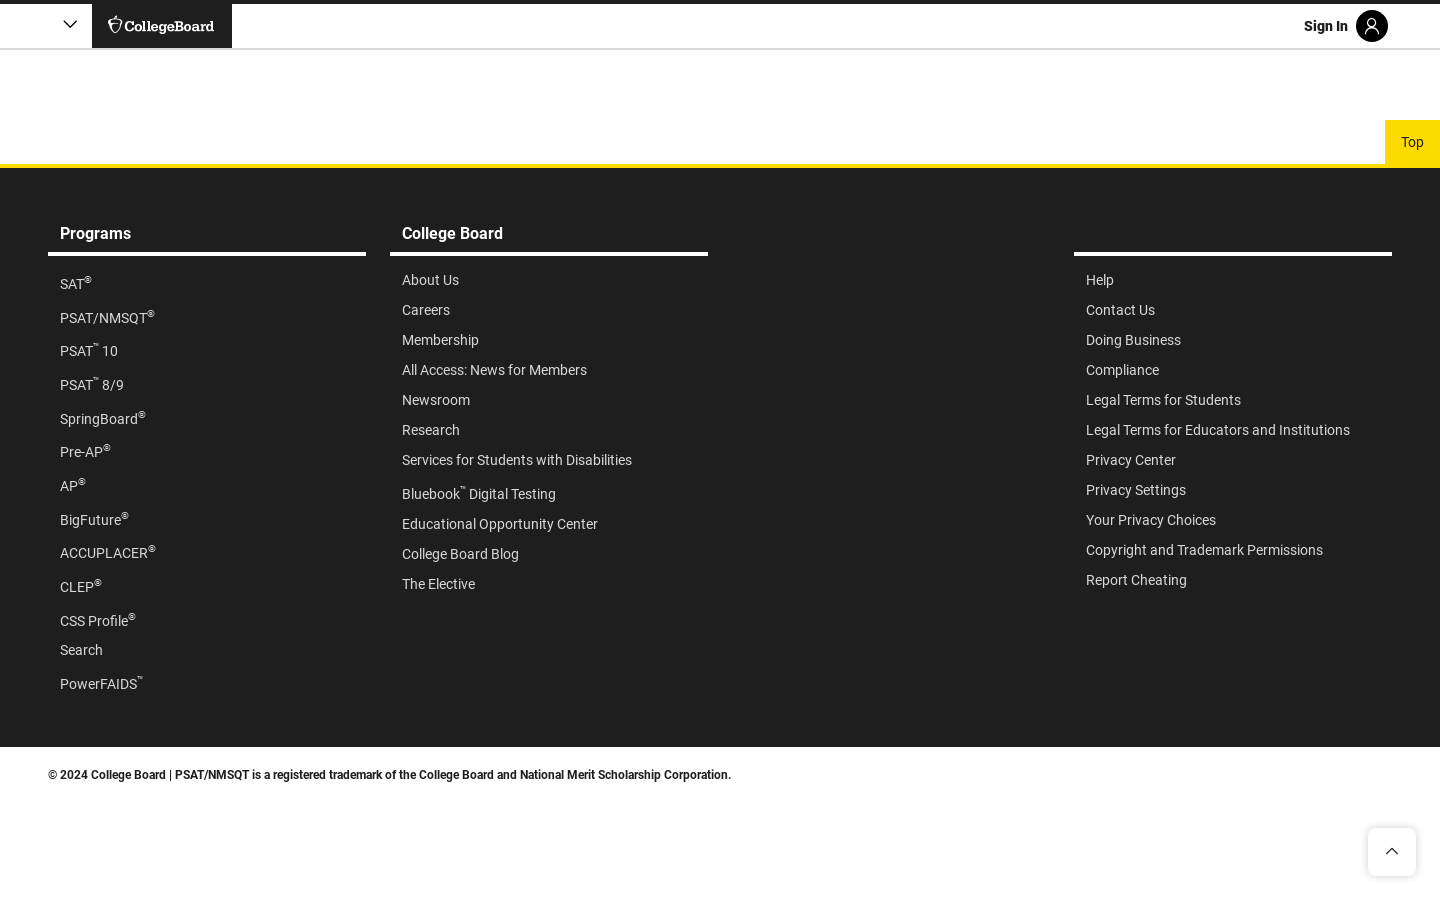 CollegeBoard
Sign In
Top
Programs
SAT®
PSAT/NMSQT®
PSAT™ 10
PSAT™ 8/9
SpringBoard®
Pre-AP®
AP®
BigFuture®
ACCUPLACER®
CLEP®
CSS Profile®
Search
PowerFAIDS™
College Board
About Us
Careers
Membership
All Access: News for Members
Newsroom
Research
Services for Students with Disabilities
Bluebook™ Digital Testing
Educational Opportunity Center
College Board Blog
The Elective
Help
Contact Us
Doing Business
Compliance
Legal Terms for Students
Legal Terms for Educators and Institutions
Privacy Center
Privacy Settings
Your Privacy Choices
Copyright and Trademark Permissions
Report Cheating
© 2024 College Board | PSAT/NMSQT is a registered trademark of the College Board and National Merit Scholarship Corporation.